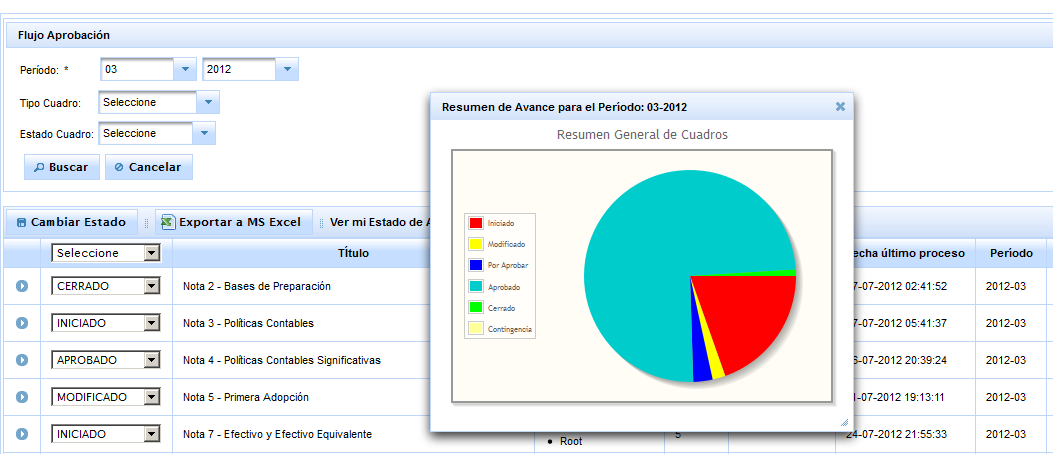 Flujo Aprobación
Período: * 03 2012
Tipo Cuadro: Seleccione
Estado Cuadro: Seleccione
Buscar Cancelar
Resumen de Avance para el Período: 03-2012
Resumen General de Cuadros
Iniciado
Modificado
Por Aprobar
Aprobado
Cerrado
Contingencia
Cambiar Estado Exportar a MS Excel Ver mi Estado de A
Seleccione Título echa último proceso Período
CERRADO Nota 2 - Bases de Preparación 7-07-2012 02:41:52 2012-03
INICIADO Nota 3 - Políticas Contables 7-07-2012 05:41:37 2012-03
APROBADO Nota 4 - Políticas Contables Significativas 6-07-2012 20:39:24 2012-03
MODIFICADO Nota 5 - Primera Adopción -07-2012 19:13:11 2012-03
INICIADO Nota 7 - Efectivo y Efectivo Equivalente Root 5 24-07-2012 21:55:33 2012-03